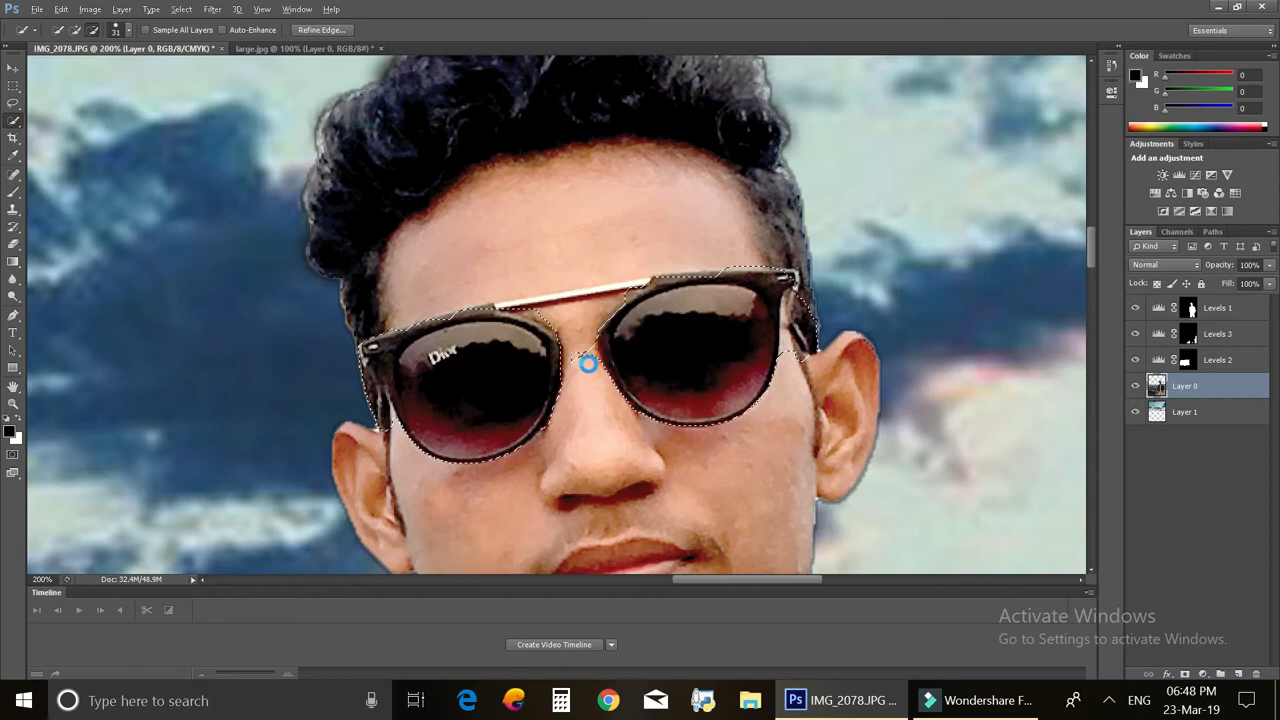 Ps File Edit Image Layer Type Select Filter 3D View Window Help
31 Sample All Layers Auto-Enhance Refine Edge... Essentials
IMG_2078.JPG @ 200% (Layer 0, RGB/8/CMYK) * × large.jpg @ 100% (Layer 0, RGB/8#) * ×
Color Swatches
R 0
G 0
B 0
Adjustments Styles
Add an adjustment
Layers Channels Paths
Kind
Normal Opacity: 100%
Lock: Fill: 100%
Levels 1
Levels 3
Levels 2
Layer 0
Layer 1
Dior
200% Doc: 32.4M/48.9M
Timeline
Create Video Timeline
Activate Windows
Go to Settings to activate Windows.
Type here to search
Ps IMG_2078.JPG ...
Wondershare F...
ENG
06:48 PM
23-Mar-19